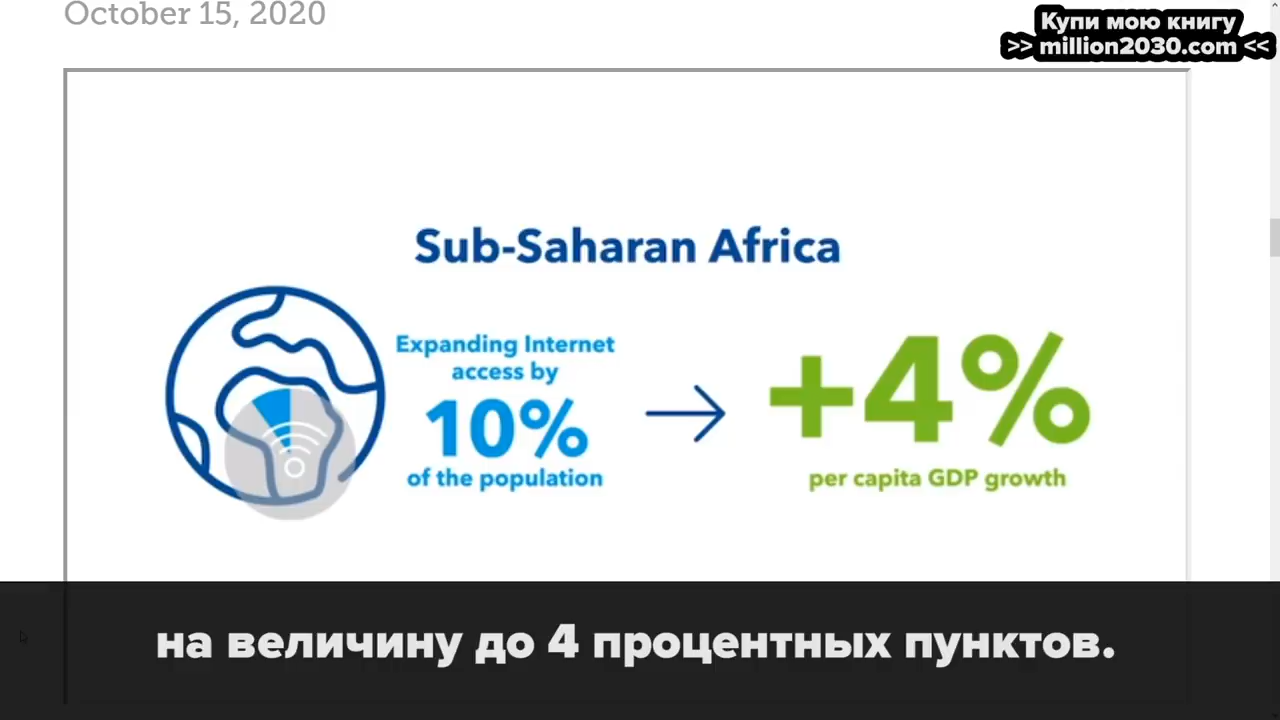 October 15, 2020
Купи мою книгу
>> million2030.com <<
Sub-Saharan Africa
Expanding Internet
access by
10%
of the population
+4%
per capita GDP growth
на величину до 4 процентных пунктов.